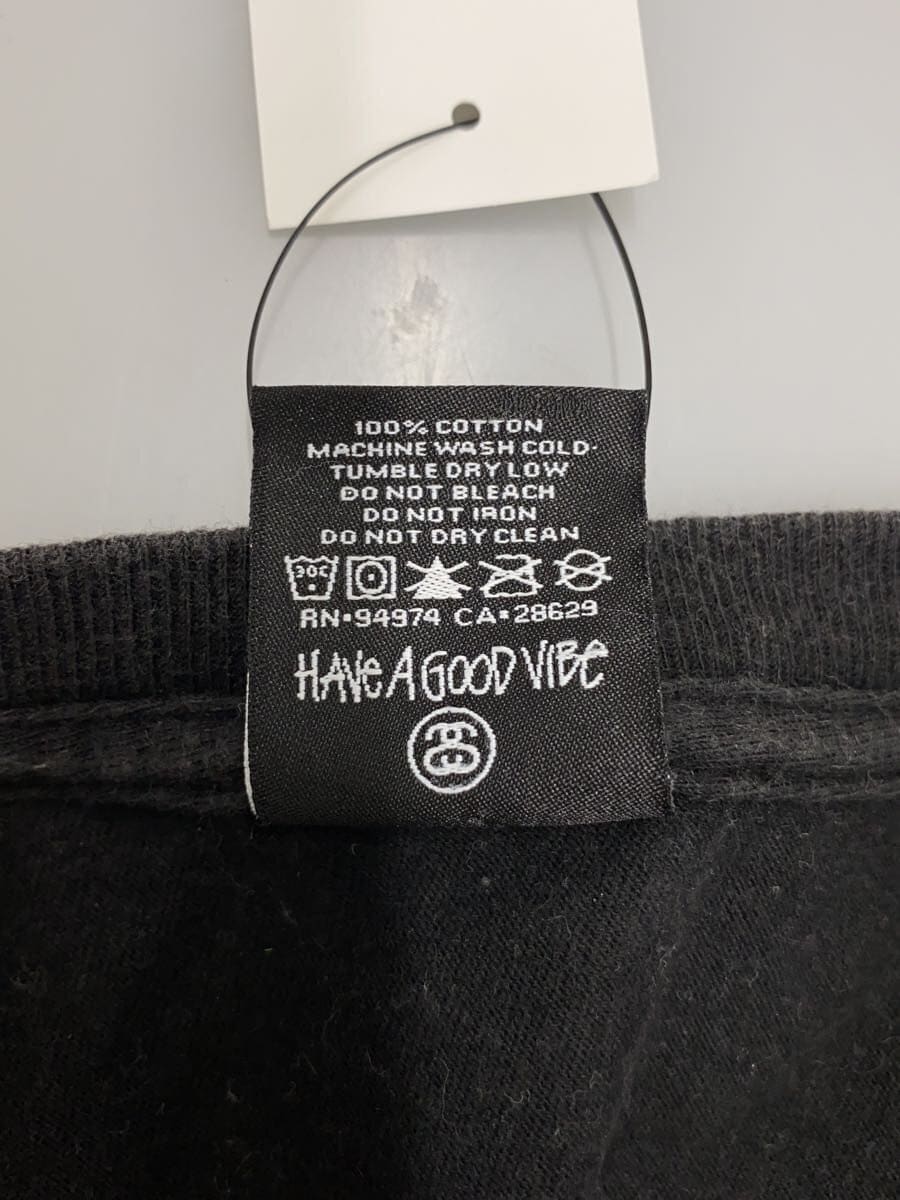 100% COTTON
MACHINE WASH COLD-
TUMBLE DRY LOW
DO NOT BLEACH
DO NOT IRON
DO NOT DRY CLEAN
30C
RN•94974 CA•28629
HAVE A GOOD VIBE